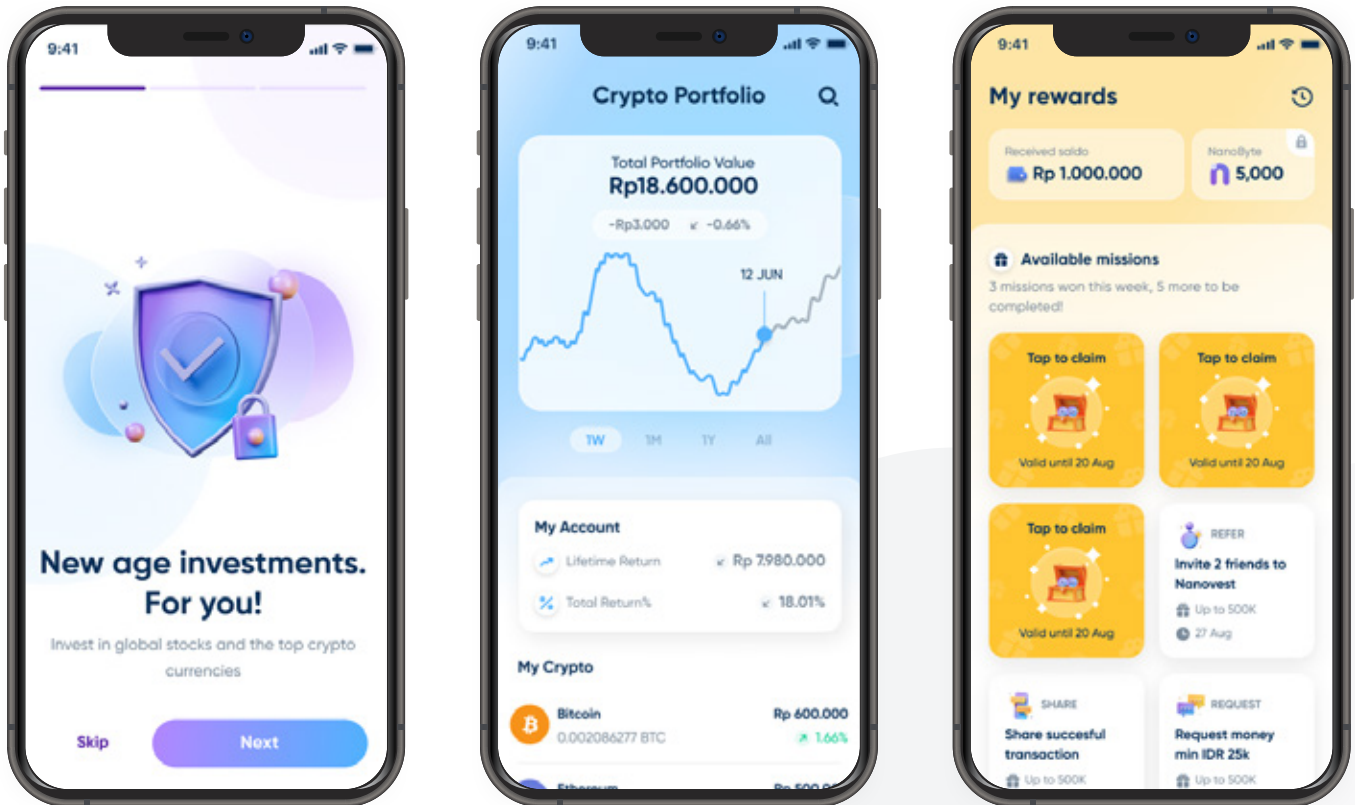 9:41
New age investments.
For you!
Invest in global stocks and the top crypto
currencies
Skip
Next
9:41
Crypto Portfolio
Total Portfolio Value
Rp18.600.000
-Rp3.000
-0.66%
12 JUN
1W
1M
1Y
All
My Account
Lifetime Return
Rp 7.980.000
Total Return%
18.01%
My Crypto
Bitcoin
Rp 600.000
0.002086277 BTC
1.66%
Ethereum
9:41
My rewards
Received saldo
Rp 1.000.000
NanoByte
5,000
Available missions
3 missions won this week, 5 more to be
completed!
Tap to claim
Valid until 20 Aug
Tap to claim
Valid until 20 Aug
Tap to claim
Valid until 20 Aug
REFER
Invite 2 friends to
Nanovest
Up to 500K
27 Aug
SHARE
Share succesful
transaction
Up to 500K
REQUEST
Request money
min IDR 25k
Up to 500K